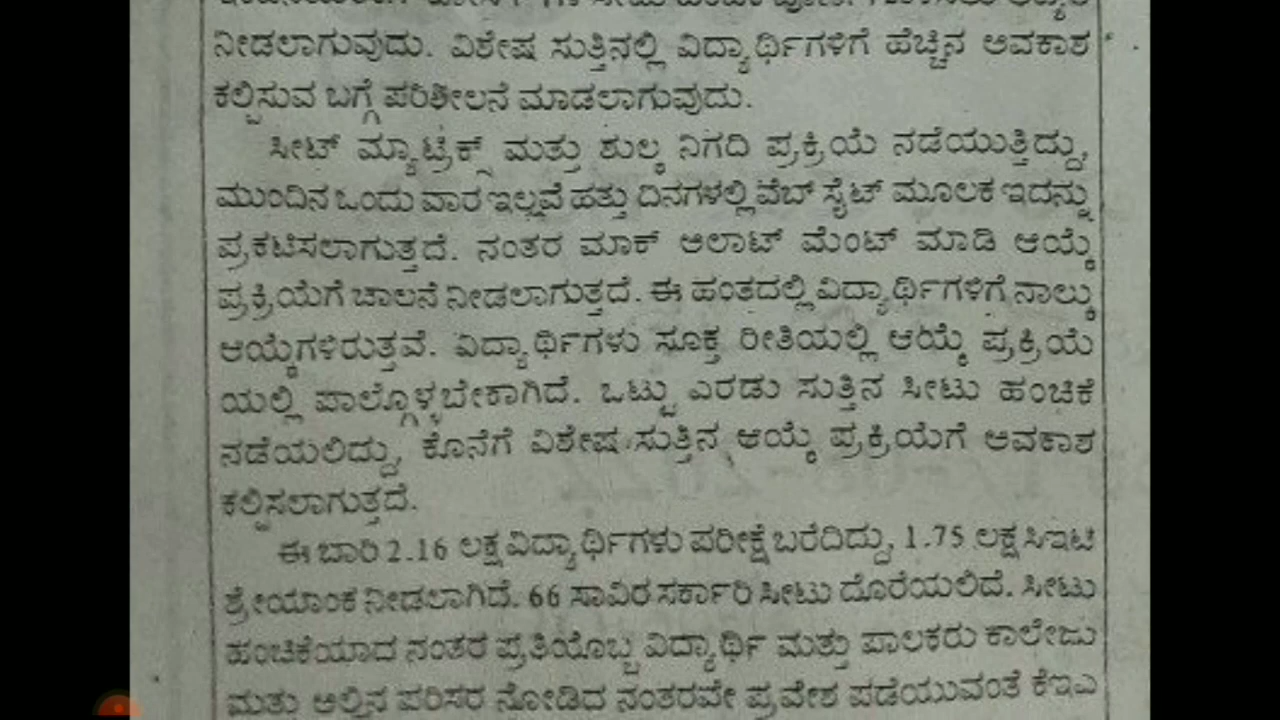 ನೀಡಲಾಗುವುದು. ವಿಶೇಷ ಸುತ್ತಿನಲ್ಲಿ ವಿದ್ಯಾರ್ಥಿಗಳಿಗೆ ಹೆಚ್ಚಿನ ಅವಕಾಶ
ಕಲ್ಪಿಸುವ ಬಗ್ಗೆ ಪರಿಶೀಲನೆ ಮಾಡಲಾಗುವುದು.
ಸೀಟ್ ಮ್ಯಾಟ್ರಿಕ್ಸ್ ಮತ್ತು ಶುಲ್ಕ ನಿಗದಿ ಪ್ರಕ್ರಿಯೆ ನಡೆಯುತ್ತಿದ್ದು,
ಮುಂದಿನ ಒಂದು ವಾರ ಇಲ್ಲವೆ ಹತ್ತು ದಿನಗಳಲ್ಲಿ ವೆಬ್ ಸೈಟ್ ಮೂಲಕ ಇದನ್ನು
ಪ್ರಕಟಿಸಲಾಗುತ್ತದೆ. ನಂತರ ಮಾಕ್ ಅಲಾಟ್ ಮೆಂಟ್ ಮಾಡಿ ಆಯ್ಕೆ
ಪ್ರಕ್ರಿಯೆಗೆ ಚಾಲನೆ ನೀಡಲಾಗುತ್ತದೆ. ಈ ಹಂತದಲ್ಲಿ ವಿದ್ಯಾರ್ಥಿಗಳಿಗೆ ನಾಲ್ಕು
ಆಯ್ಕೆಗಳಿರುತ್ತವೆ. ವಿದ್ಯಾರ್ಥಿಗಳು ಸೂಕ್ತ ರೀತಿಯಲ್ಲಿ ಆಯ್ಕೆ ಪ್ರಕ್ರಿಯೆ
ಯಲ್ಲಿ ಪಾಲ್ಗೊಳ್ಳಬೇಕಾಗಿದೆ. ಒಟ್ಟು ಎರಡು ಸುತ್ತಿನ ಸೀಟು ಹಂಚಿಕೆ
ನಡೆಯಲಿದ್ದು, ಕೊನೆಗೆ ವಿಶೇಷ ಸುತ್ತಿನ ಆಯ್ಕೆ ಪ್ರಕ್ರಿಯೆಗೆ ಅವಕಾಶ
ಕಲ್ಪಿಸಲಾಗುತ್ತದೆ.
ಈ ಬಾರಿ 2.16 ಲಕ್ಷ ವಿದ್ಯಾರ್ಥಿಗಳು ಪರೀಕ್ಷೆ ಬರೆದಿದ್ದು, 1.75 ಲಕ್ಷ ಸಿಇಟಿ
ಶ್ರೇಯಾಂಕ ನೀಡಲಾಗಿದೆ. 66 ಸಾವಿರ ಸರ್ಕಾರಿ ಸೀಟು ದೊರೆಯಲಿದೆ. ಸೀಟು
ಹಂಚಿಕೆಯಾದ ನಂತರ ಪ್ರತಿಯೊಬ್ಬ ವಿದ್ಯಾರ್ಥಿ ಮತ್ತು ಪಾಲಕರು ಕಾಲೇಜು
ಮತ್ತು ಅಲ್ಲಿನ ಪರಿಸರ ನೋಡಿದ ನಂತರವೇ ಪ್ರವೇಶ ಪಡೆಯುವಂತೆ ಕೆಇಎ